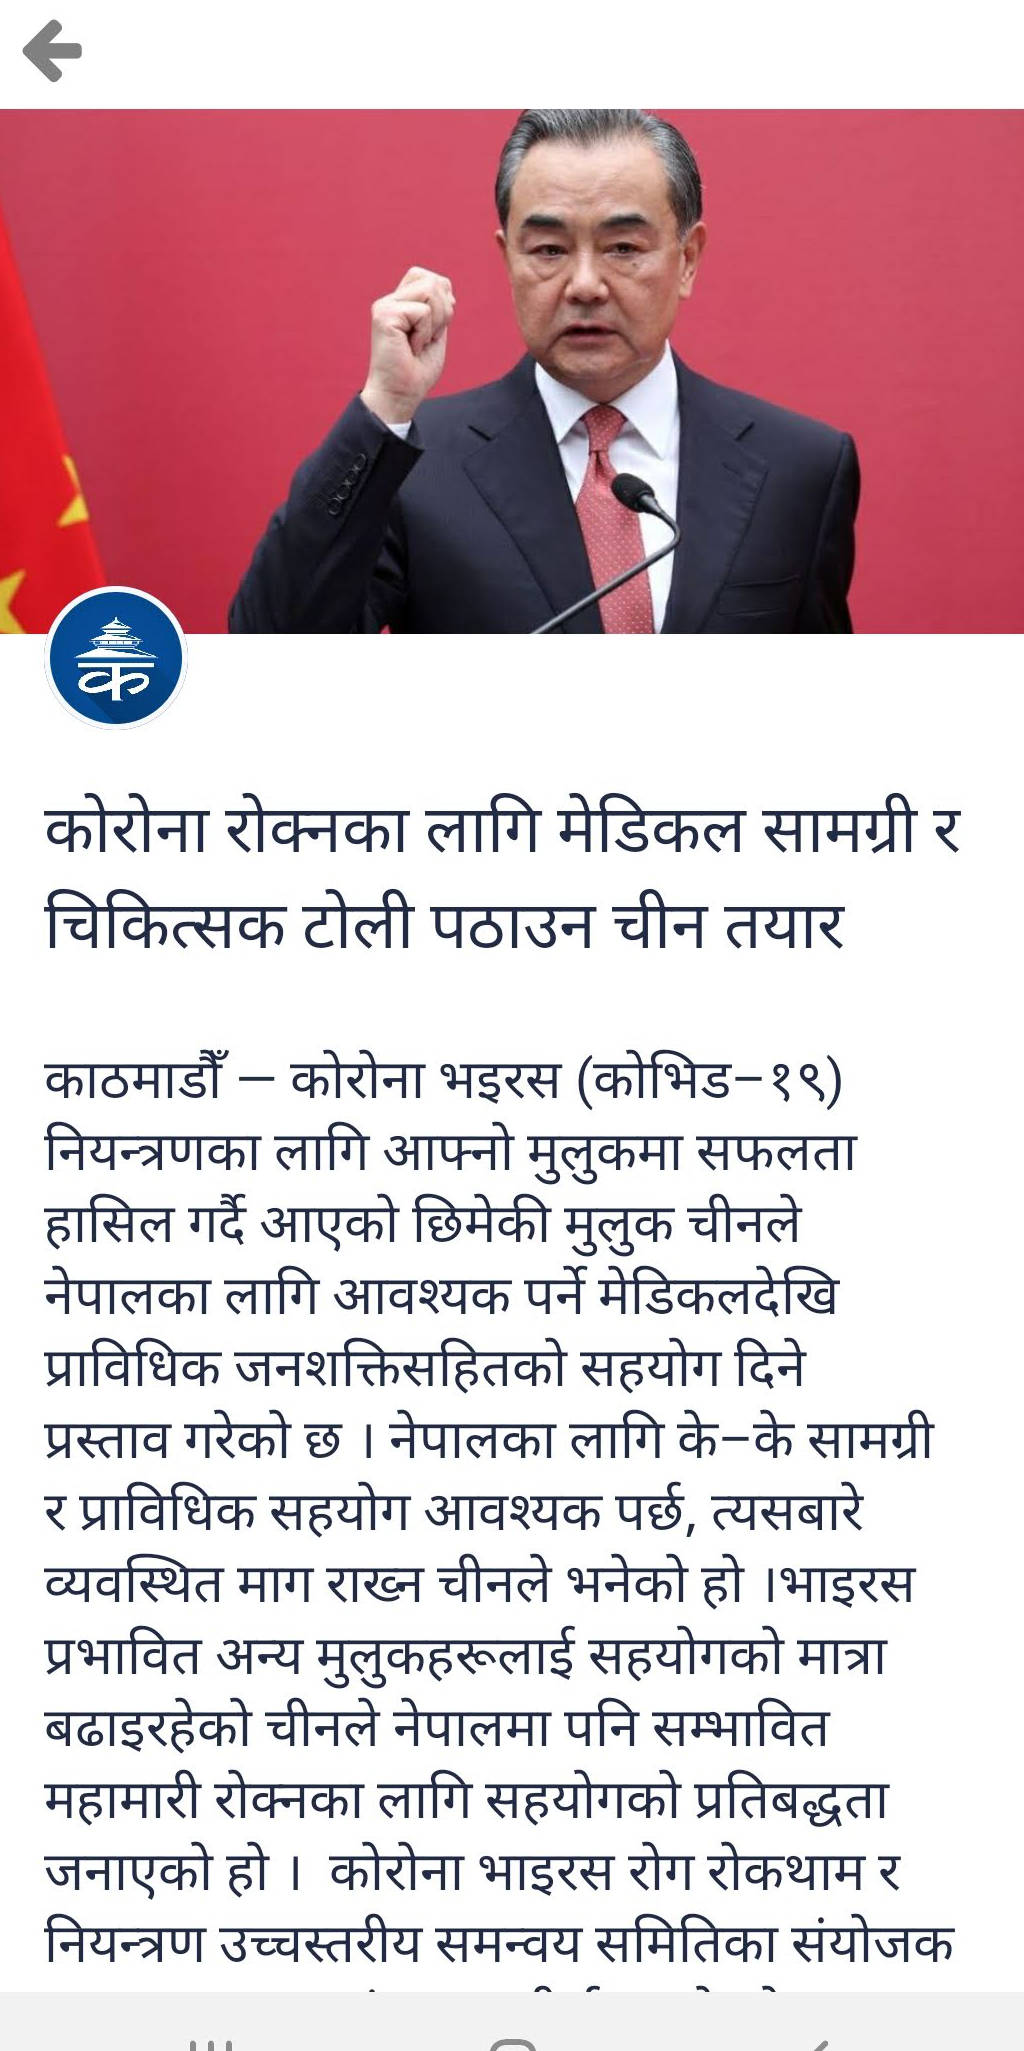 क
कोरोना रोक्नका लागि मेडिकल सामग्री र
चिकित्सक टोली पठाउन चीन तयार
काठमाडौँ — कोरोना भइरस (कोभिड–१९)
नियन्त्रणका लागि आफ्नो मुलुकमा सफलता
हासिल गर्दै आएको छिमेकी मुलुक चीनले
नेपालका लागि आवश्यक पर्ने मेडिकलदेखि
प्राविधिक जनशक्तिसहितको सहयोग दिने
प्रस्ताव गरेको छ । नेपालका लागि के–के सामग्री
र प्राविधिक सहयोग आवश्यक पर्छ, त्यसबारे
व्यवस्थित माग राख्न चीनले भनेको हो ।भाइरस
प्रभावित अन्य मुलुकहरूलाई सहयोगको मात्रा
बढाइरहेको चीनले नेपालमा पनि सम्भावित
महामारी रोक्नका लागि सहयोगको प्रतिबद्धता
जनाएको हो ।  कोरोना भाइरस रोग रोकथाम र
नियन्त्रण उच्चस्तरीय समन्वय समितिका संयोजक